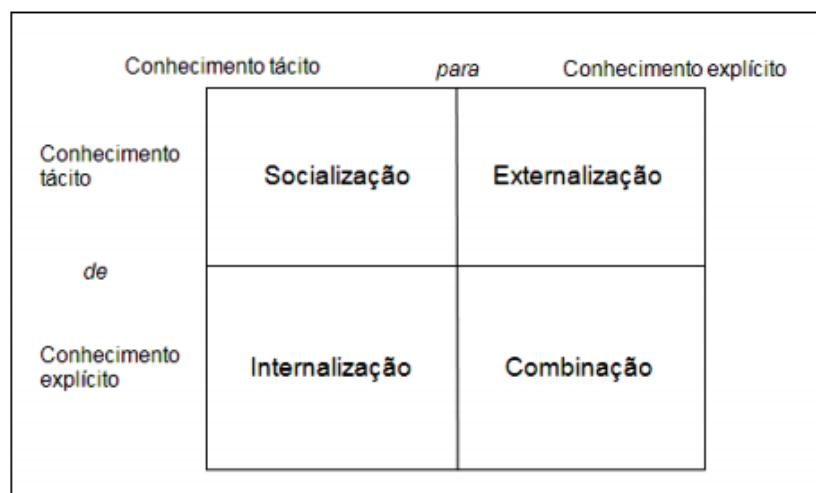 Conhecimento tácito para Conhecimento explícito
Conhecimento
tácito
Socialização Externalização
de
Conhecimento
explícito
Internalização Combinação